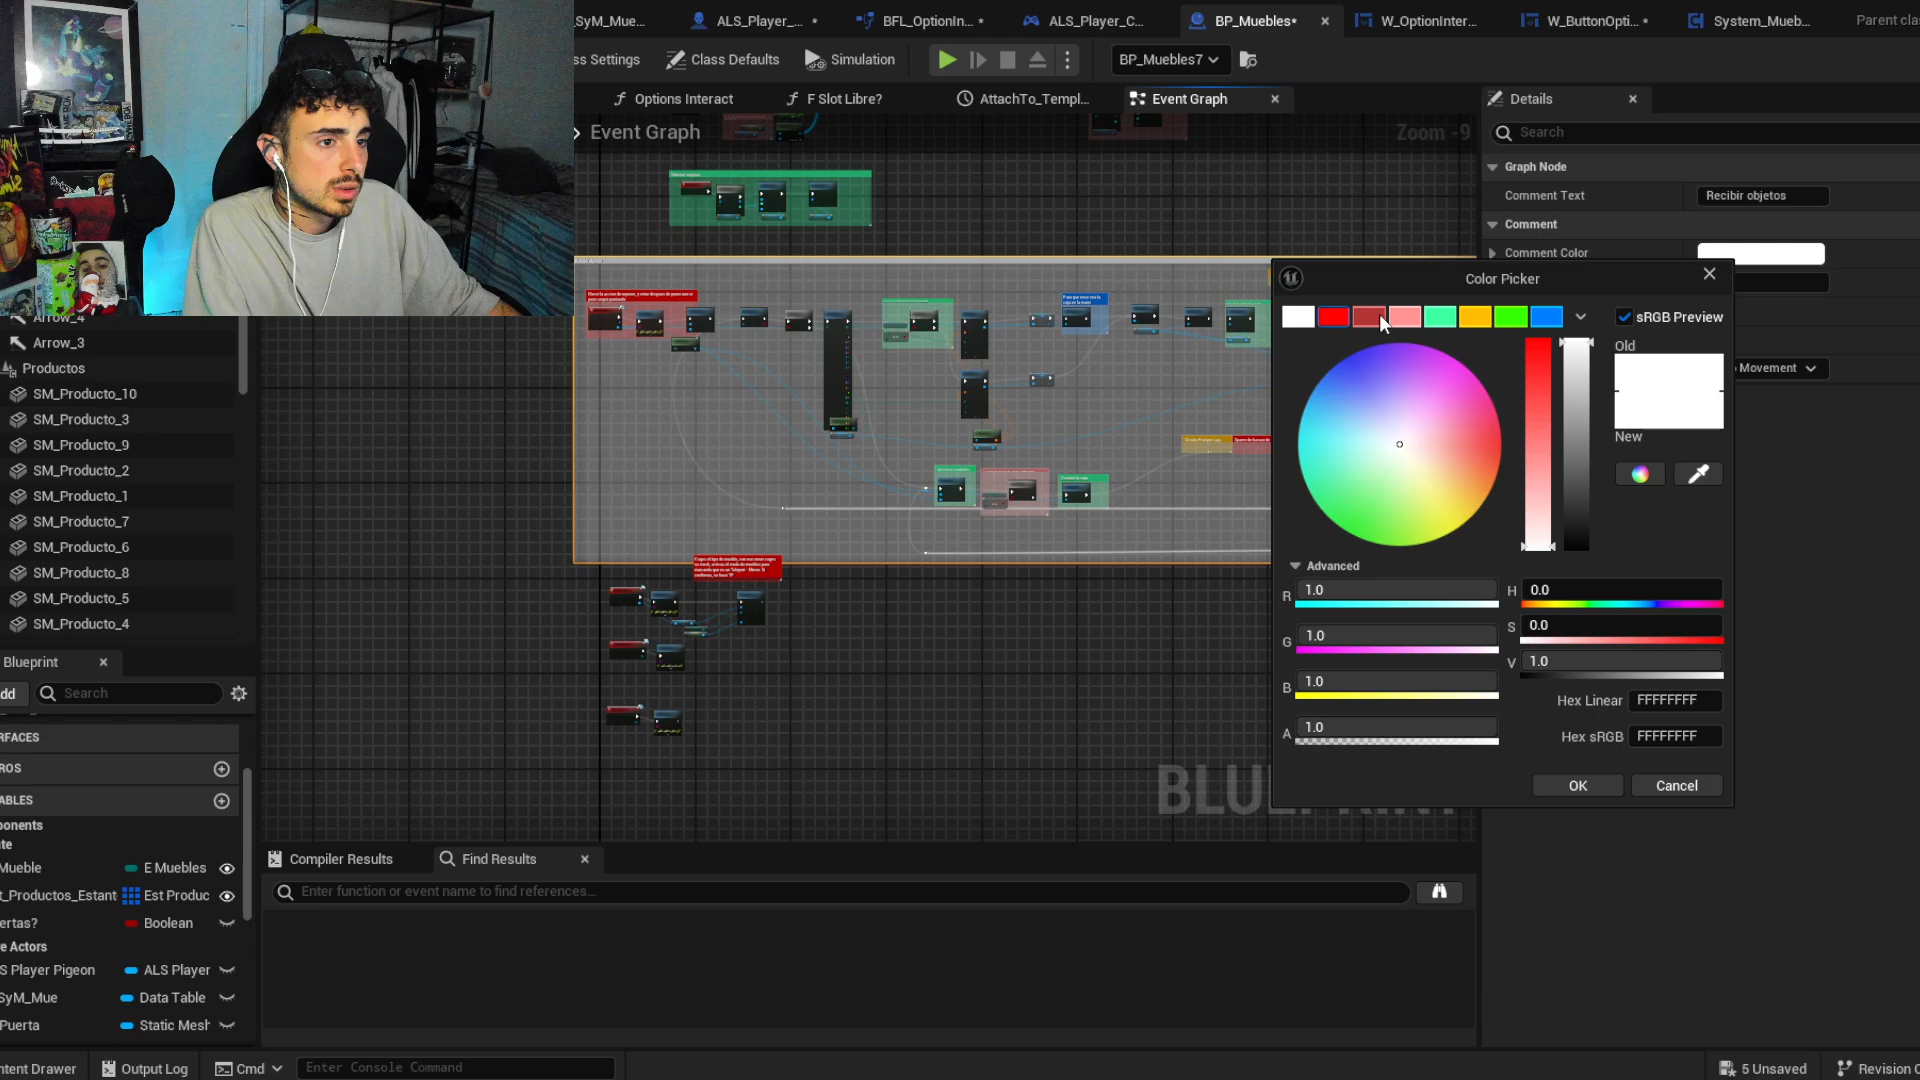 _SyM_Mue...
ALS_Player_... *
BFL_OptionIn... *
ALS_Player_C...
BP_Muebles*
W_OptionInter...
W_ButtonOpti... *
System_Mueb...
Parent clas
ss Settings
Class Defaults
Simulation
BP_Muebles7
Options Interact
F Slot Libre?
AttachTo_Templ...
Event Graph
Details
Event Graph
Zoom -9
Search
Graph Node
Comment Text
Recibir objetos
Comment
Comment Color
Color Picker
sRGB Preview
Old
Movement
New
Advanced
R
1.0
H
0.0
G
1.0
S
0.0
B
1.0
V
1.0
Hex Linear
FFFFFFFF
A
1.0
Hex sRGB
FFFFFFFF
OK
Cancel
Arrow_4
Arrow_3
Productos
SM_Producto_10
SM_Producto_3
SM_Producto_9
SM_Producto_2
SM_Producto_1
SM_Producto_7
SM_Producto_6
SM_Producto_8
SM_Producto_5
SM_Producto_4
Blueprint
dd
Search
RFACES
ROS
ABLES
ponents
te
Mueble
E Muebles
t_Productos_Estant
Est Produc
ertas?
Boolean
e Actors
S Player Pigeon
ALS Player
SyM_Mue
Data Table
Puerta
Static Mesh
Compiler Results
Find Results
Enter function or event name to find references...
ntent Drawer
Output Log
Cmd
Enter Console Command
5 Unsaved
Revision C